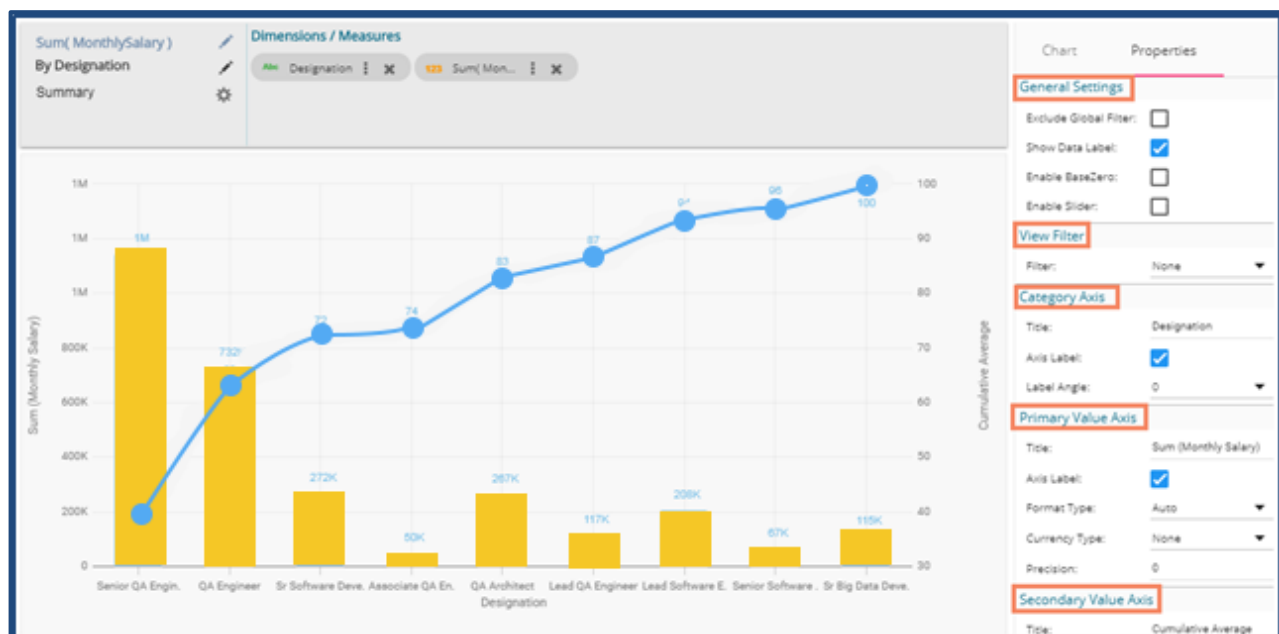 Sum( MonthlySalary )
By Designation
Summary
Dimensions / Measures
Abc Designation
123 Sum( Mon...
Chart Properties
General Settings
Exclude Global Filter:
Show Data Label:
Enable BaseZero:
Enable Slider:
View Filter
Filter: None
Category Axis
Title: Designation
Axis Label:
Label Angle: 0
Primary Value Axis
Title: Sum (Monthly Salary)
Axis Label:
Format Type: Auto
Currency Type: None
Precision: 0
Secondary Value Axis
Title: Cumulative Average
Sum (Monthly Salary)
1M
1M
1M
800K
600K
400K
200K
0
1M
732K
272K
50K
267K
117K
208K
67K
115K
72
74
83
87
96
100
100
90
80
70
60
50
40
30
Cumulative Average
Senior QA Engin. QA Engineer Sr Software Deve. Associate QA En. QA Architect Lead QA Engineer Lead Software E. Senior Software . Sr Big Data Deve.
Designation